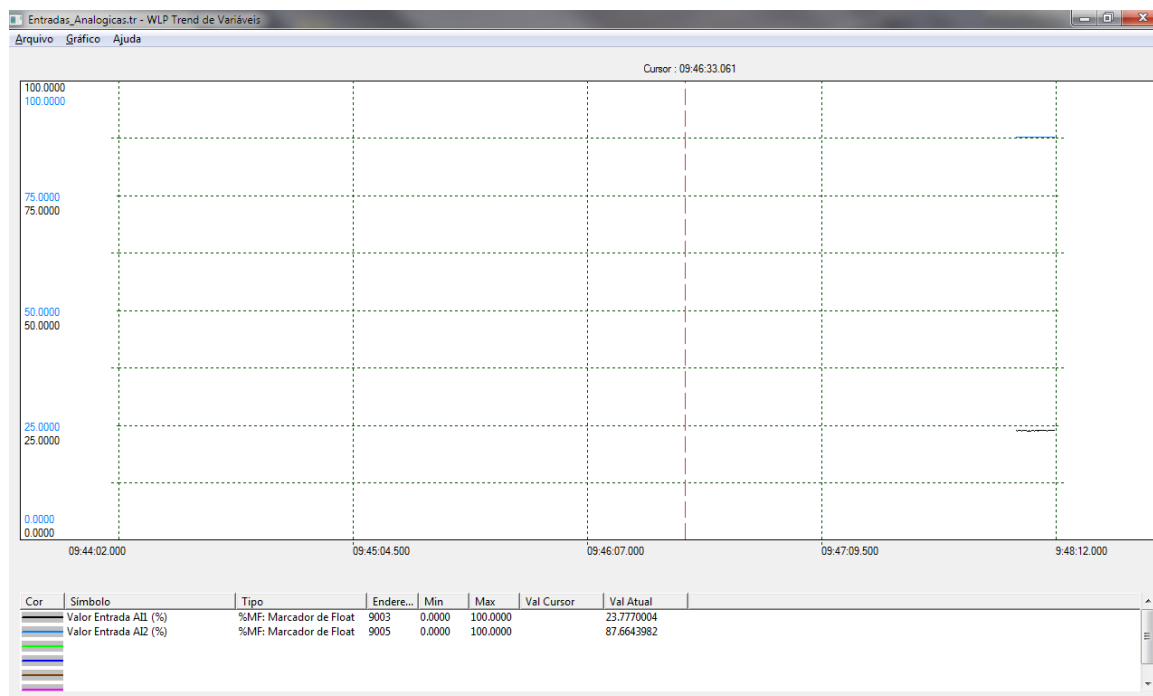 Entradas_Analogicas.tr - WLP Trend de Variáveis
Arquivo Gráfico Ajuda
Cursor : 09:46:33.061
100.0000
100.0000
75.0000
75.0000
50.0000
50.0000
25.0000
25.0000
0.0000
0.0000
09:44:02.000 09:45:04.500 09:46:07.000 09:47:09.500 9:48:12.000
Cor Símbolo Tipo Endere... Min Max Val Cursor Val Atual
Valor Entrada AI1 (%) %MF: Marcador de Float 9003 0.0000 100.0000 23.7770004
Valor Entrada AI2 (%) %MF: Marcador de Float 9005 0.0000 100.0000 87.6643982